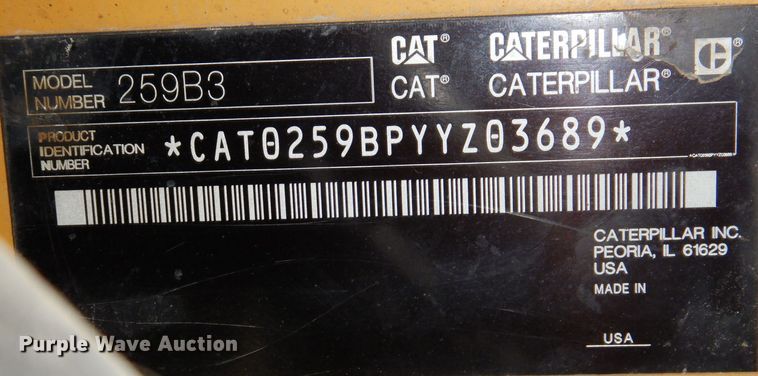 CAT® CATERPILLAR®
CAT® CATERPILLAR®
MODEL NUMBER 259B3
PRODUCT IDENTIFICATION NUMBER *CAT0259BPYYZ03689*
*CAT0259BPYYZ03689*
CATERPILLAR INC.
PEORIA, IL 61629
USA
MADE IN
USA
Purple Wave Auction